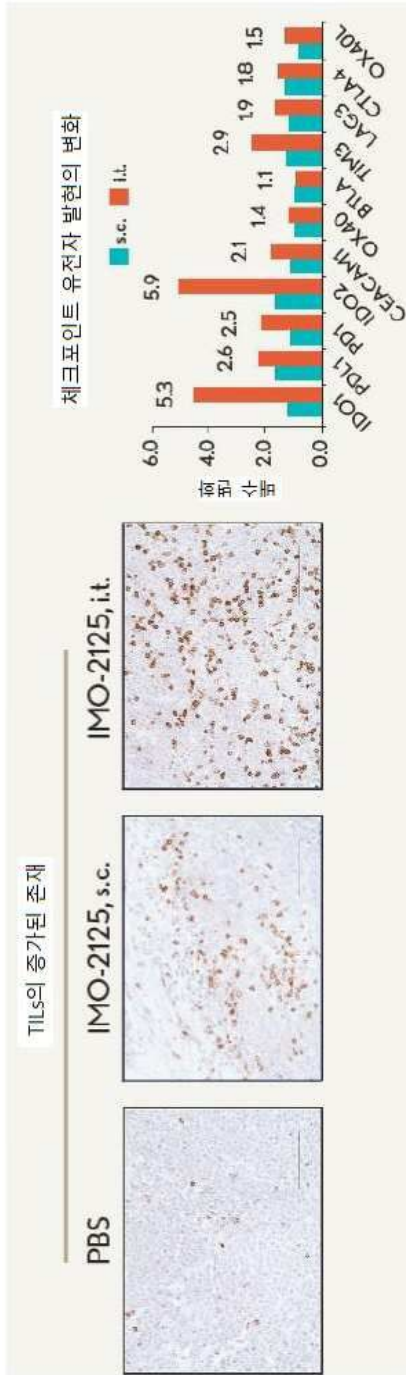 TILs의 증가된 존재
PBS
IMO-2125, s.c.
IMO-2125, i.t.
체크포인트 유전자 발현의 변화
s.c. i.t.
배수 변화
6.0
4.0
2.0
0.0
5.3
2.6
2.5
5.9
2.1
1.4
1.1
2.9
1.9
1.8
1.5
IDO1
PDL1
PD1
IDO2
CEACAM1
OX40
BTLA
TIM3
LAG3
CTLA4
OX40L